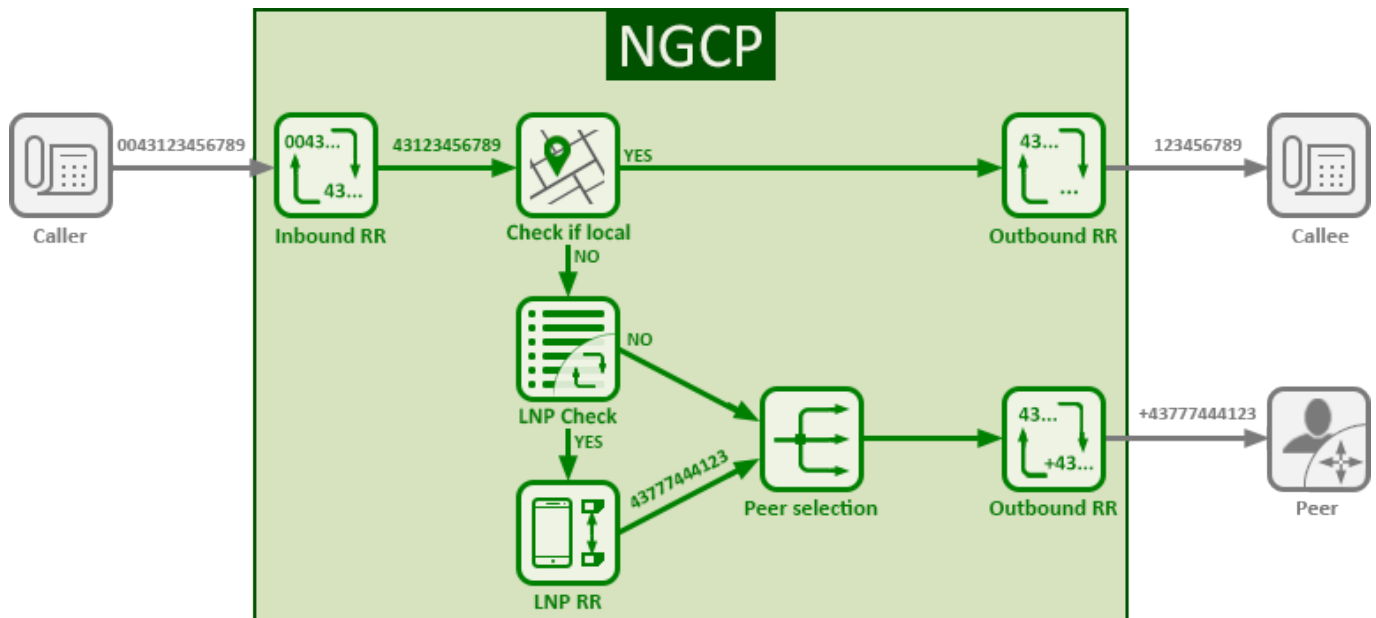 NGCP
0043123456789
0043...
43...
43123456789
YES
43...
...
123456789
Caller
Inbound RR
Check if local
Outbound RR
Callee
NO
NO
LNP Check
YES
43777444123
43...
+43...
+43777444123
Peer selection
Outbound RR
Peer
LNP RR